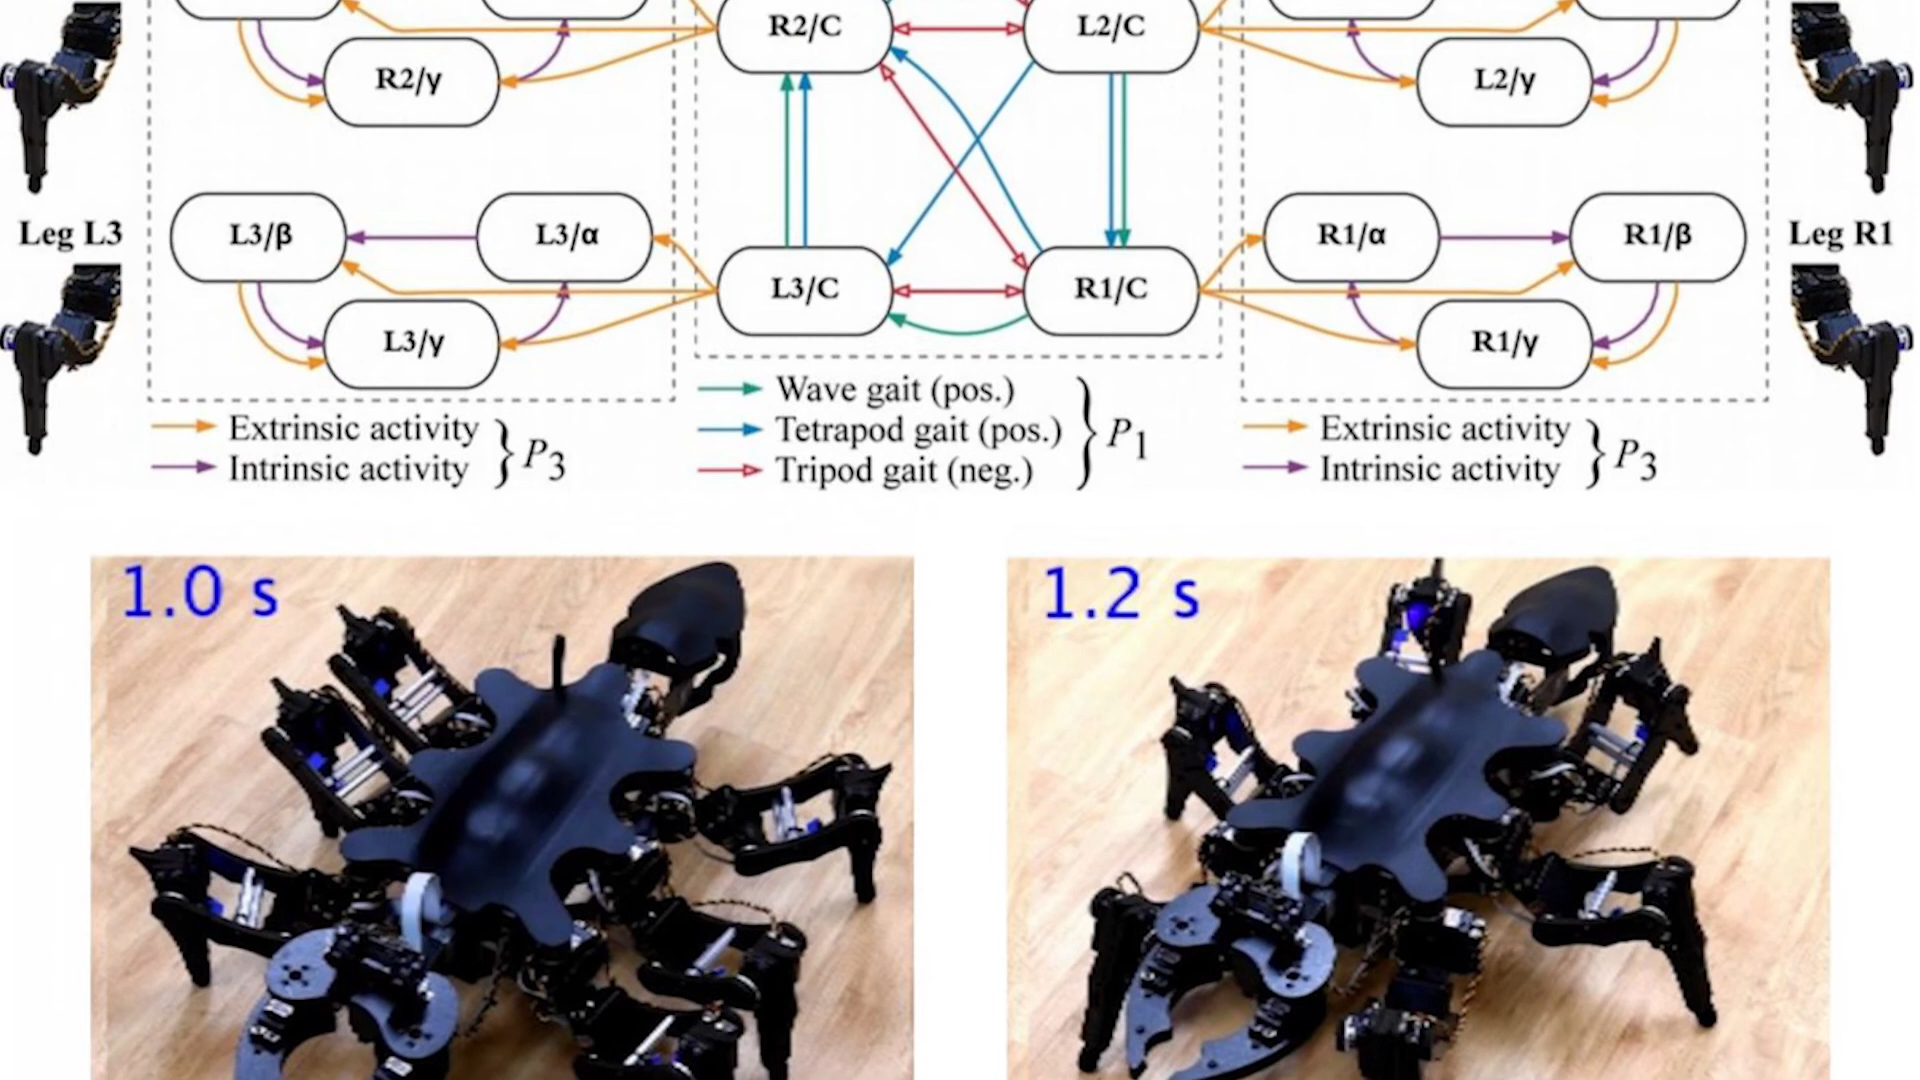 R2/C
L2/C
R2/γ
L2/γ
Leg L3
L3/β
L3/α
R1/α
R1/β
Leg R1
L3/C
R1/C
L3/γ
R1/γ
Wave gait (pos.)
Tetrapod gait (pos.)
Tripod gait (neg.)
P1
Extrinsic activity
Intrinsic activity
P3
Extrinsic activity
Intrinsic activity
P3
1.0 s
1.2 s